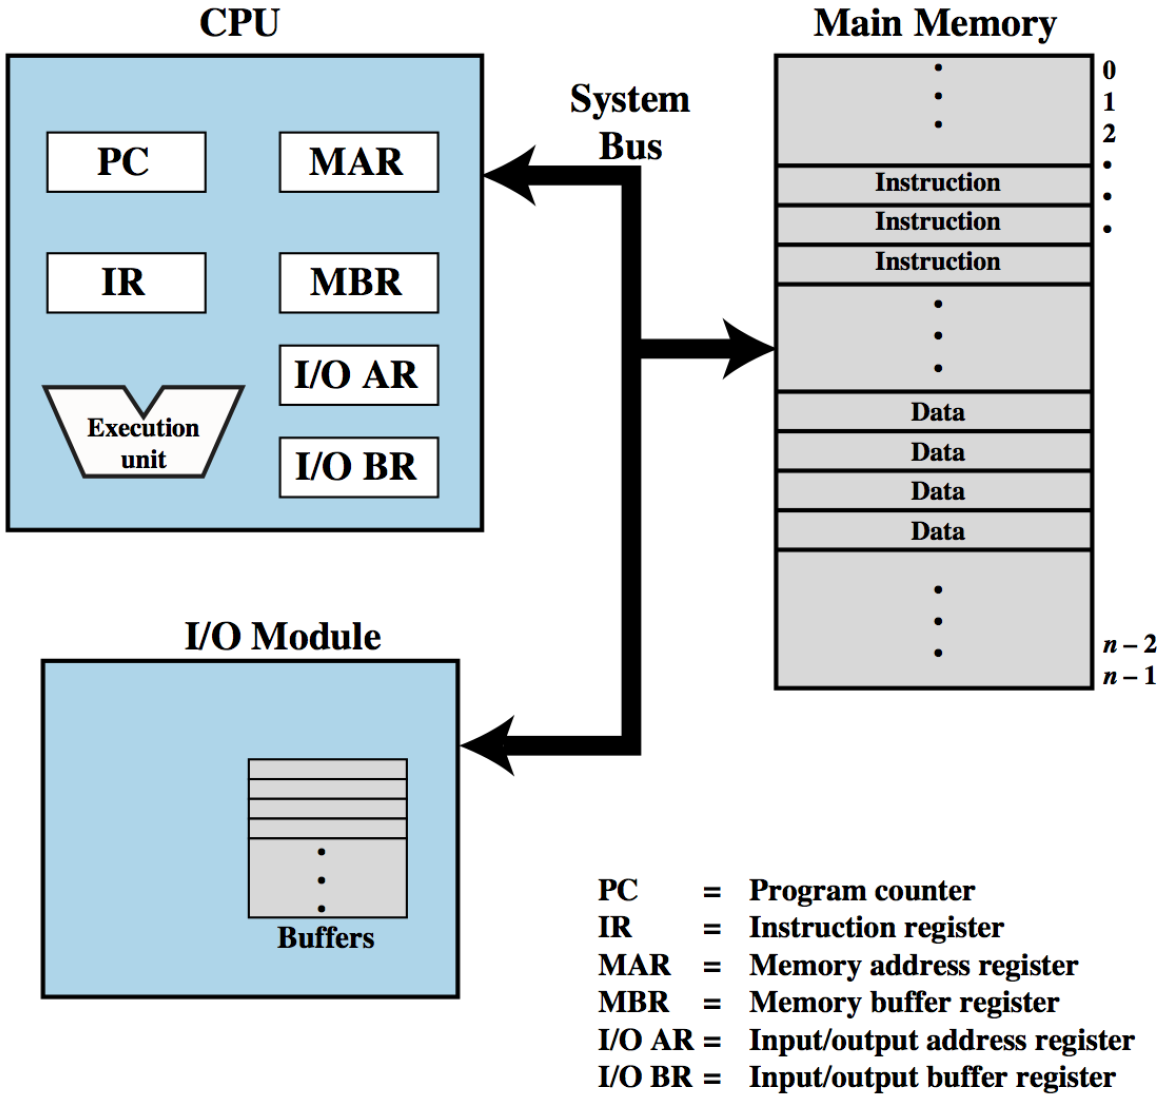 CPU
PC
MAR
IR
MBR
I/O AR
I/O BR
Execution
unit
System
Bus
Main Memory
0
1
2
Instruction
Instruction
Instruction
Data
Data
Data
Data
n – 2
n – 1
I/O Module
Buffers
PC = Program counter
IR = Instruction register
MAR = Memory address register
MBR = Memory buffer register
I/O AR = Input/output address register
I/O BR = Input/output buffer register